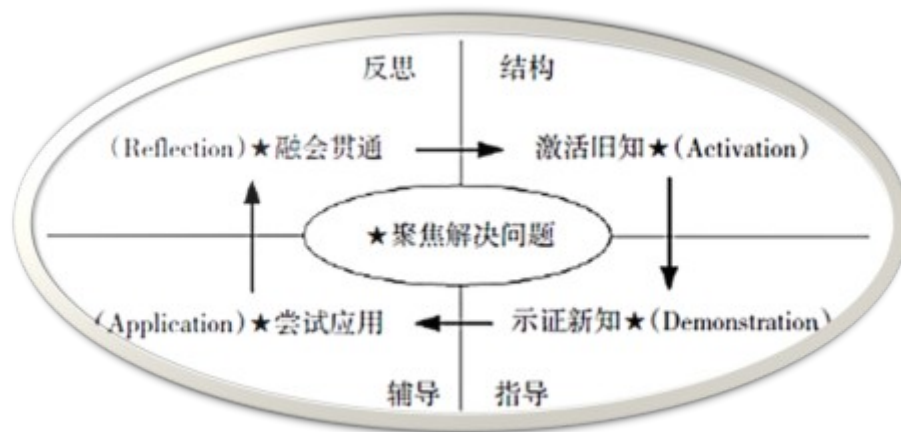 反思 结构
(Reflection)★融会贯通 激活旧知★(Activation)
★聚焦解决问题
(Application)★尝试应用 示证新知★(Demonstration)
辅导 指导